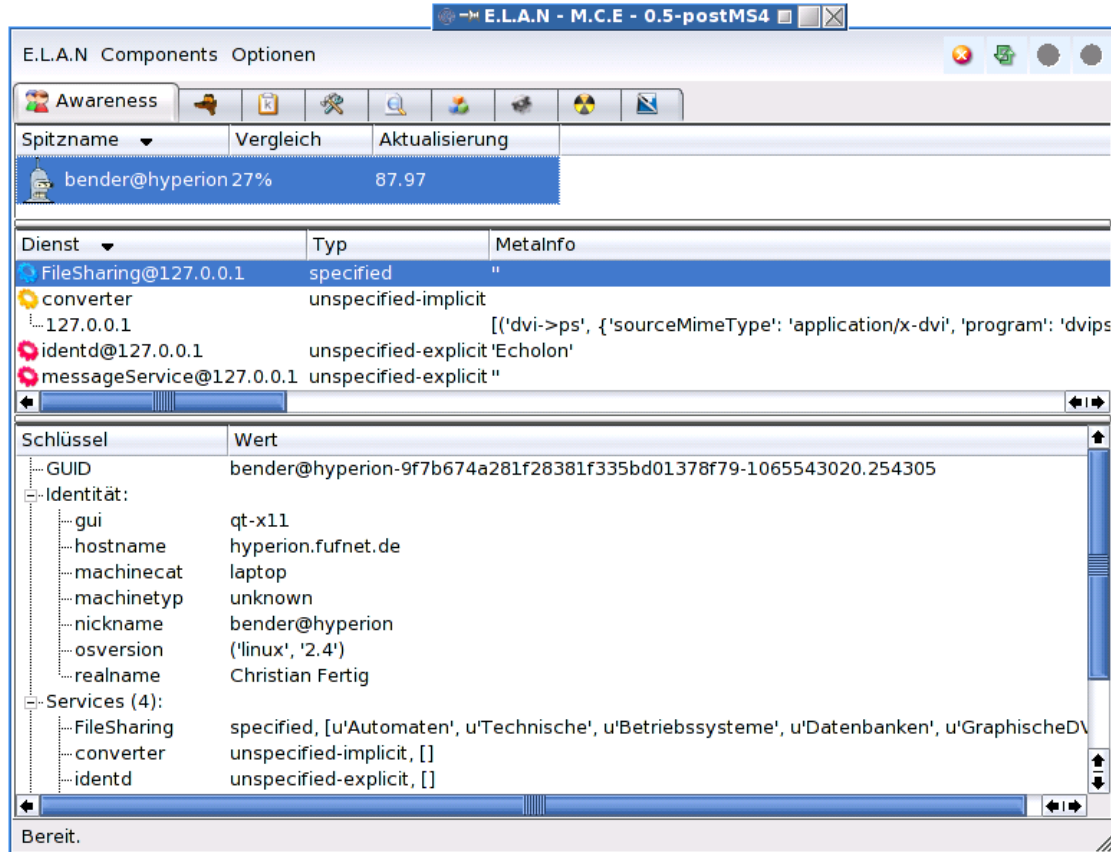 E.L.A.N - M.C.E - 0.5-postMS4
E.L.A.N Components Optionen
Awareness
Spitzname Vergleich Aktualisierung
bender@hyperion 27% 87.97
Dienst Typ MetaInfo
FileSharing@127.0.0.1 specified ''
converter unspecified-implicit
127.0.0.1 [('dvi->ps', {'sourceMimeType': 'application/x-dvi', 'program': 'dvips
identd@127.0.0.1 unspecified-explicit 'Echolon'
messageService@127.0.0.1 unspecified-explicit ''
Schlüssel Wert
GUID bender@hyperion-9f7b674a281f28381f335bd01378f79-1065543020.254305
Identität:
gui qt-x11
hostname hyperion.fufnet.de
machinecat laptop
machinetyp unknown
nickname bender@hyperion
osversion ('linux', '2.4')
realname Christian Fertig
Services (4):
FileSharing specified, [u'Automaten', u'Technische', u'Betriebssysteme', u'Datenbanken', u'GraphischeDV
converter unspecified-implicit, []
identd unspecified-explicit, []
Bereit.